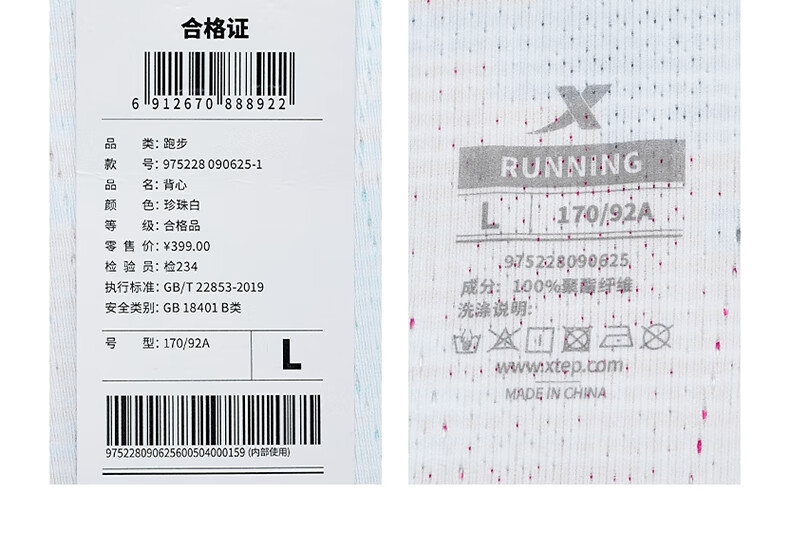 合格证
6 912670 888922
品 类: 跑步
款 号: 975228 090625-1
品 名: 背心
颜 色: 珍珠白
等 级: 合格品
零 售 价: ¥399.00
检 验 员: 检234
执行标准: GB/T 22853-2019
安全类别: GB 18401 B类
号 型: 170/92A
L
975228090625600504000159 (内部使用)
RUNNING
L 170/92A
975228090625
成分: 100%聚酯纤维
洗涤说明:
www.xtep.com
MADE IN CHINA